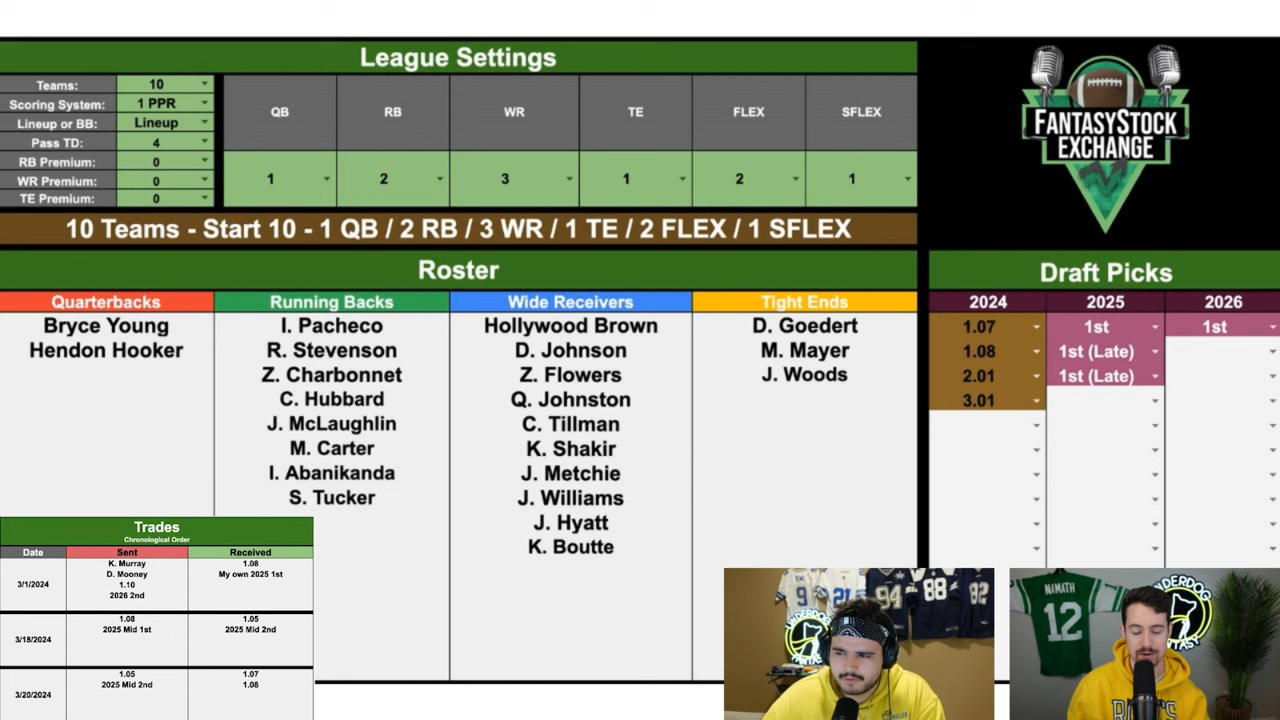 League Settings
Teams: 10
Scoring System: 1 PPR
Lineup or BB: Lineup
Pass TD: 4
RB Premium: 0
WR Premium: 0
TE Premium: 0
QB RB WR TE FLEX SFLEX
1 2 3 1 2 1
FANTASYSTOCK
EXCHANGE
10 Teams - Start 10 - 1 QB / 2 RB / 3 WR / 1 TE / 2 FLEX / 1 SFLEX
Roster
Quarterbacks
Bryce Young
Hendon Hooker
Running Backs
I. Pacheco
R. Stevenson
Z. Charbonnet
C. Hubbard
J. McLaughlin
M. Carter
I. Abanikanda
S. Tucker
Wide Receivers
Hollywood Brown
D. Johnson
Z. Flowers
Q. Johnston
C. Tillman
K. Shakir
J. Metchie
J. Williams
J. Hyatt
K. Boutte
Tight Ends
D. Goedert
M. Mayer
J. Woods
Draft Picks
2024 2025 2026
1.07 1st 1st
1.08 1st (Late)
2.01 1st (Late)
3.01
Trades
Chronological Order
Date Sent Received
3/1/2024
K. Murray
D. Mooney
1.10
2026 2nd
1.08
My own 2025 1st
3/18/2024
1.08
2025 Mid 1st
1.05
2025 Mid 2nd
3/20/2024
1.05
2025 Mid 2nd
1.07
1.08
9
21
94
88
82
UNDERDOG
FANTASY
NAMATH
12
UNDERDOG